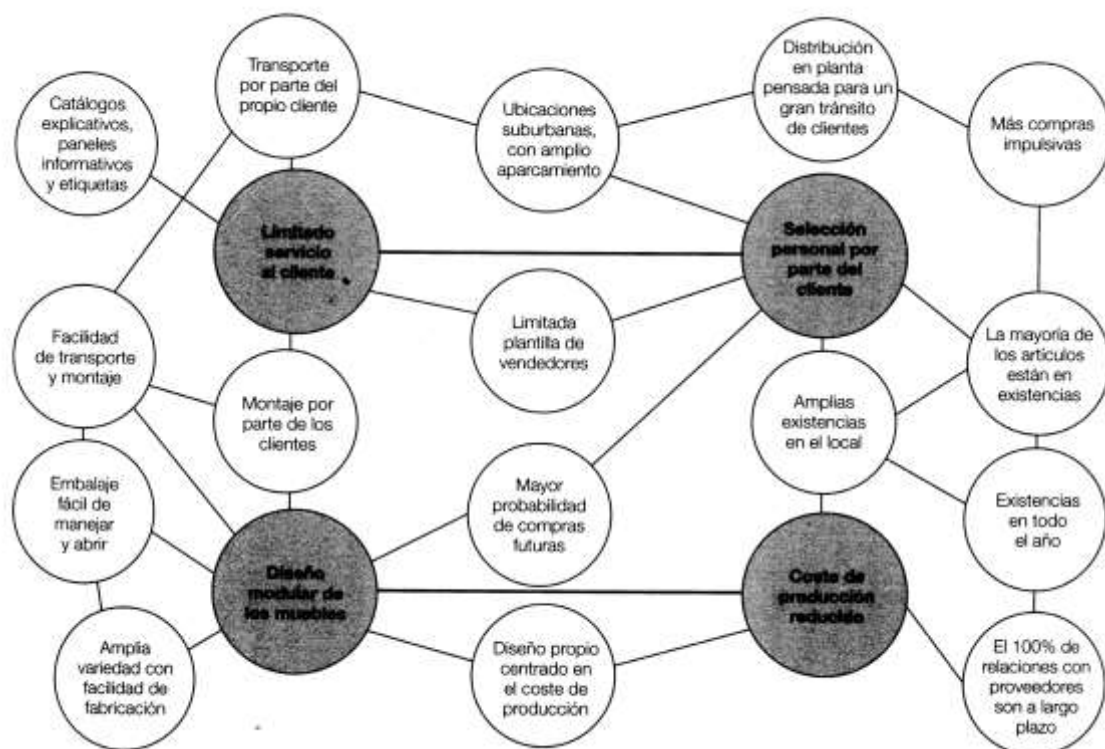 Transporte
por parte del
propio cliente
Distribución
en planta
pensada para un
gran tránsito
de clientes
Catálogos
explicativos,
paneles
informativos
y etiquetas
Ubicaciones
suburbanas,
con amplio
aparcamiento
Más compras
impulsivas
Limitado
servicio
al cliente
Selección
personal por
parte del
cliente
Facilidad
de transporte
y montaje
Limitada
plantilla de
vendedores
La mayoría de
los artículos
están en
existencias
Montaje por
parte de los
clientes
Amplias
existencias
en el local
Embalaje
fácil de
manejar
y abrir
Mayor
probabilidad
de compras
futuras
Existencias
en todo
el año
Diseño
modular de
los muebles
Coste de
producción
reducido
Amplia
variedad con
facilidad de
fabricación
Diseño propio
centrado en
el coste de
producción
El 100% de
relaciones con
proveedores
son a largo
plazo